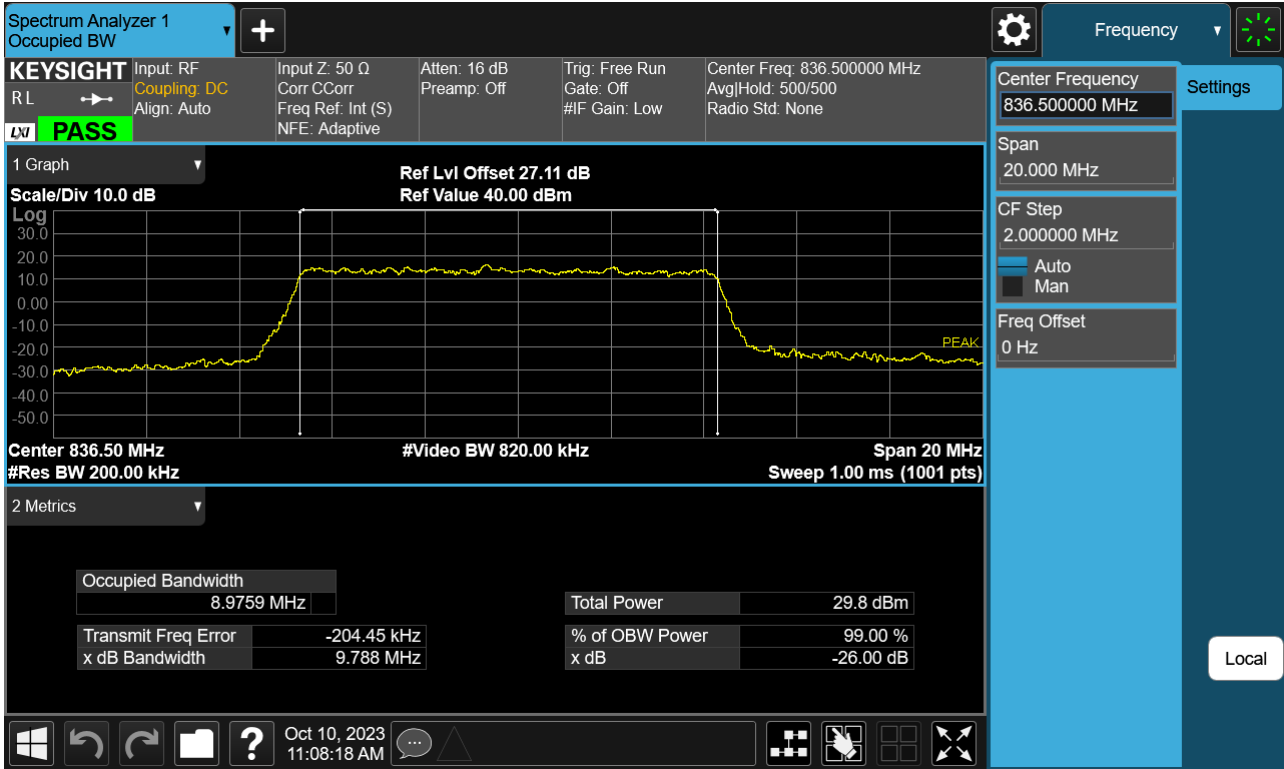 Spectrum Analyzer 1
Occupied BW
▼
+
Frequency
▼
KEYSIGHT
R L
LXI
PASS
Input: RF
Coupling: DC
Align: Auto
Input Z: 50 Ω
Corr CCorr
Freq Ref: Int (S)
NFE: Adaptive
Atten: 16 dB
Preamp: Off
Trig: Free Run
Gate: Off
#IF Gain: Low
Center Freq: 836.500000 MHz
Avg|Hold: 500/500
Radio Std: None
1 Graph ▼
Scale/Div 10.0 dB
Ref Lvl Offset 27.11 dB
Ref Value 40.00 dBm
Log
30.0
20.0
10.0
0.00
-10.0
-20.0
-30.0
-40.0
-50.0
PEAK
Center 836.50 MHz
#Video BW 820.00 kHz
Span 20 MHz
#Res BW 200.00 kHz
Sweep 1.00 ms (1001 pts)
2 Metrics ▼
Occupied Bandwidth
8.9759 MHz
Transmit Freq Error -204.45 kHz
x dB Bandwidth 9.788 MHz
Total Power 29.8 dBm
% of OBW Power 99.00 %
x dB -26.00 dB
Center Frequency
836.500000 MHz
Span
20.000 MHz
CF Step
2.000000 MHz
Auto
Man
Freq Offset
0 Hz
Settings
Local
?
Oct 10, 2023
11:08:18 AM